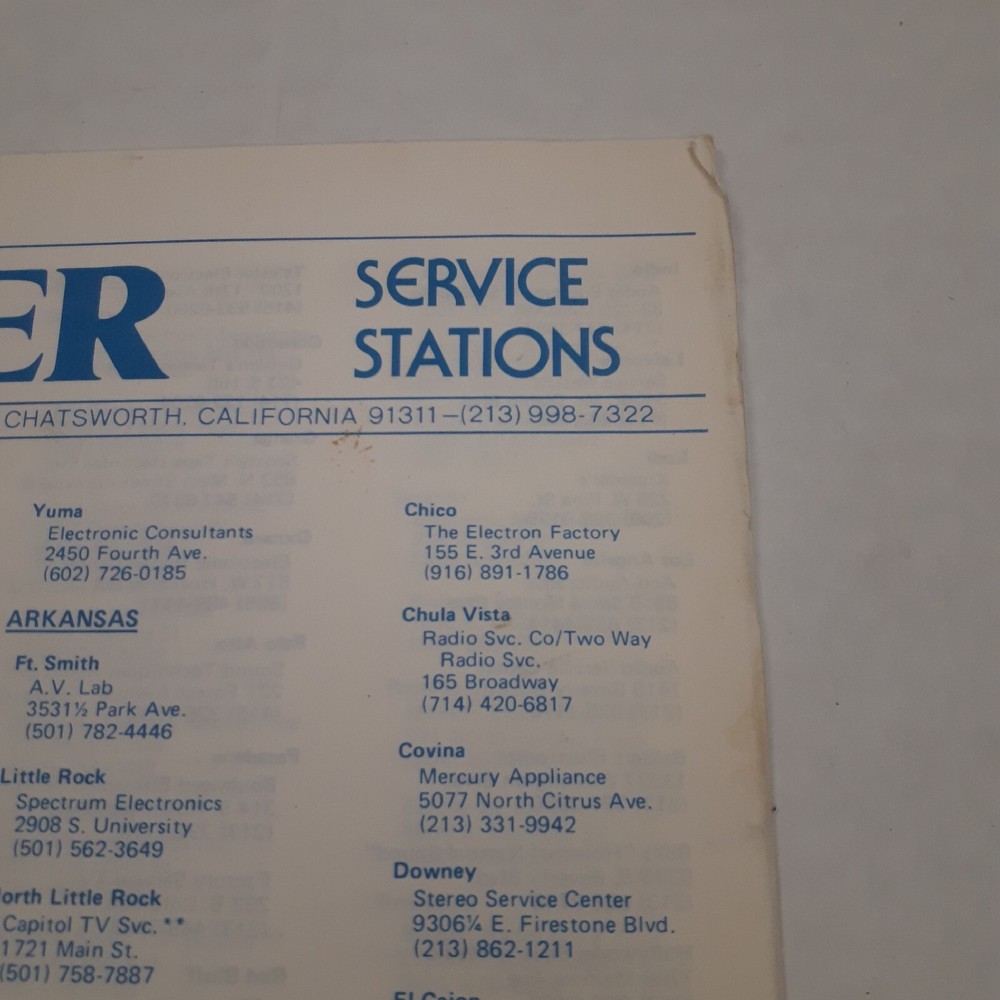 ER
SERVICE
STATIONS
CHATSWORTH, CALIFORNIA 91311—(213) 998-7322
Yuma
Electronic Consultants
2450 Fourth Ave.
(602) 726-0185
ARKANSAS
Ft. Smith
A.V. Lab
3531½ Park Ave.
(501) 782-4446
Little Rock
Spectrum Electronics
2908 S. University
(501) 562-3649
orth Little Rock
Capitol TV Svc.**
1721 Main St.
(501) 758-7887
Chico
The Electron Factory
155 E. 3rd Avenue
(916) 891-1786
Chula Vista
Radio Svc. Co/Two Way
Radio Svc.
165 Broadway
(714) 420-6817
Covina
Mercury Appliance
5077 North Citrus Ave.
(213) 331-9942
Downey
Stereo Service Center
9306¼ E. Firestone Blvd.
(213) 862-1211
El Cajon